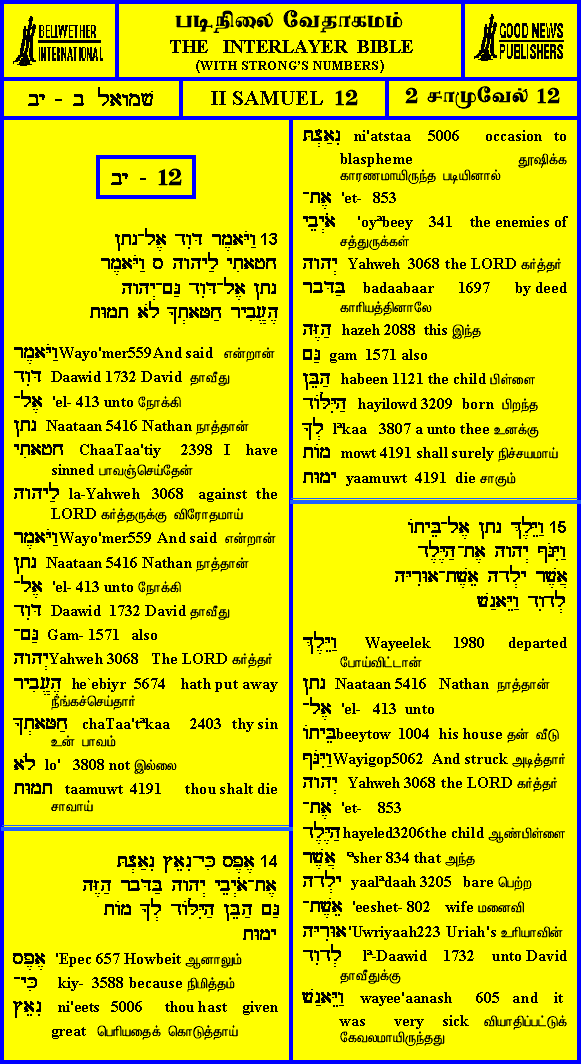 BELLWETHER
INTERNATIONAL
படிநிலை வேதாகமம்
THE INTERLAYER BIBLE
(WITH STRONG'S NUMBERS)
GOOD NEWS
PUBLISHERS
שמואל ב - יב
II SAMUEL 12
2 சாமுவேல் 12
יב - 12
13 וַיֹּאמֶר דָּוִד אֶל־נָתָן
חָטָאתִי לַיהוָה ס וַיֹּאמֶר
נָתָן אֶל־דָּוִד גַּם־יְהוָה
הֶעֱבִיר חַטָּאתְךָ לֹא תָמוּת
וַיֹּאמֶר Wayo'mer559 And said என்றான்
דָּוִד Daawid 1732 David தாவீது
אֶל־ 'el- 413 unto நோக்கி
נָתָן Naataan 5416 Nathan நாத்தான்
חָטָאתִי ChaaTaa'tiy 2398 I have
sinned பாவஞ்செய்தேன்
לַיהוָה la-Yahweh 3068 against the
LORD கர்த்தருக்கு விரோதமாய்
וַיֹּאמֶר Wayo'mer559 And said என்றான்
נָתָן Naataan 5416 Nathan நாத்தான்
אֶל־ 'el- 413 unto நோக்கி
דָּוִד Daawid 1732 David தாவீது
גַּם־ Gam- 1571 also
יְהוָה Yahweh 3068 The LORD கர்த்தர்
הֶעֱבִיר he`ebiyr 5674 hath put away
நீங்கச்செய்தார்
חַטָּאתְךָ chaTaa'tªkaa 2403 thy sin
உன் பாவம்
לֹא lo' 3808 not இல்லை
תָמוּת taamuwt 4191 thou shalt die
சாவாய்
14 אֶפֶס כִּי־נִאֵץ נִאַצְתָּ
אֶת־אֹיְבֵי יְהוָה בַּדָּבָר הַזֶּה
גַּם הַבֵּן הַיִּלּוֹד לְךָ מוֹת
יָמוּת
אֶפֶס 'Epec 657 Howbeit ஆனாலும்
כִּי־ kiy- 3588 because நிமித்தம்
נִאֵץ ni'eets 5006 thou hast given
great பெரியதைக் கொடுத்தாய்
נִאַצְתָּ ni'atstaa 5006 occasion to
blaspheme தூஷிக்க
காரணமாயிருந்த படியினால்
אֶת־ 'et- 853
אֹיְבֵי 'oyªbeey 341 the enemies of
சத்துருக்கள்
יְהוָה Yahweh 3068 the LORD கர்த்தர்
בַּדָּבָר badaabaar 1697 by deed
காரியத்தினாலே
הַזֶּה hazeh 2088 this இந்த
גַּם gam 1571 also
הַבֵּן habeen 1121 the child பிள்ளை
הַיִּלּוֹד hayilowd 3209 born பிறந்த
לְךָ lªkaa 3807 a unto thee உனக்கு
מוֹת mowt 4191 shall surely நிச்சயமாய்
יָמוּת yaamuwt 4191 die சாகும்
15 וַיֵּלֶךְ נָתָן אֶל־בֵּיתוֹ
וַיִּגֹּף יְהוָה אֶת־הַיֶּלֶד
אֲשֶׁר יָלְדָה אֵשֶׁת־אוּרִיָּה
לְדָוִד וַיֵּאָנַשׁ
וַיֵּלֶךְ Wayeelek 1980 departed
போய்விட்டான்
נָתָן Naataan 5416 Nathan நாத்தான்
אֶל־ 'el- 413 unto
בֵּיתוֹ beeytow 1004 his house தன் வீடு
וַיִּגֹּף Wayigop5062 And struck அடித்தார்
יְהוָה Yahweh 3068 the LORD கர்த்தர்
אֶת־ 'et- 853
הַיֶּלֶד hayeled3206the child ஆண்பிள்ளை
אֲשֶׁר ªsher 834 that அந்த
יָלְדָה yaalªdaah 3205 bare பெற்ற
אֵשֶׁת־ 'eeshet- 802 wife மனைவி
אוּרִיָּה 'Uwriyaah223 Uriah's உரியாவின்
לְדָוִד lª-Daawid 1732 unto David
தாவீதுக்கு
וַיֵּאָנַשׁ wayee'aanash 605 and it
was very sick வியாதிப்பட்டுக்
கேவலமாயிருந்தது